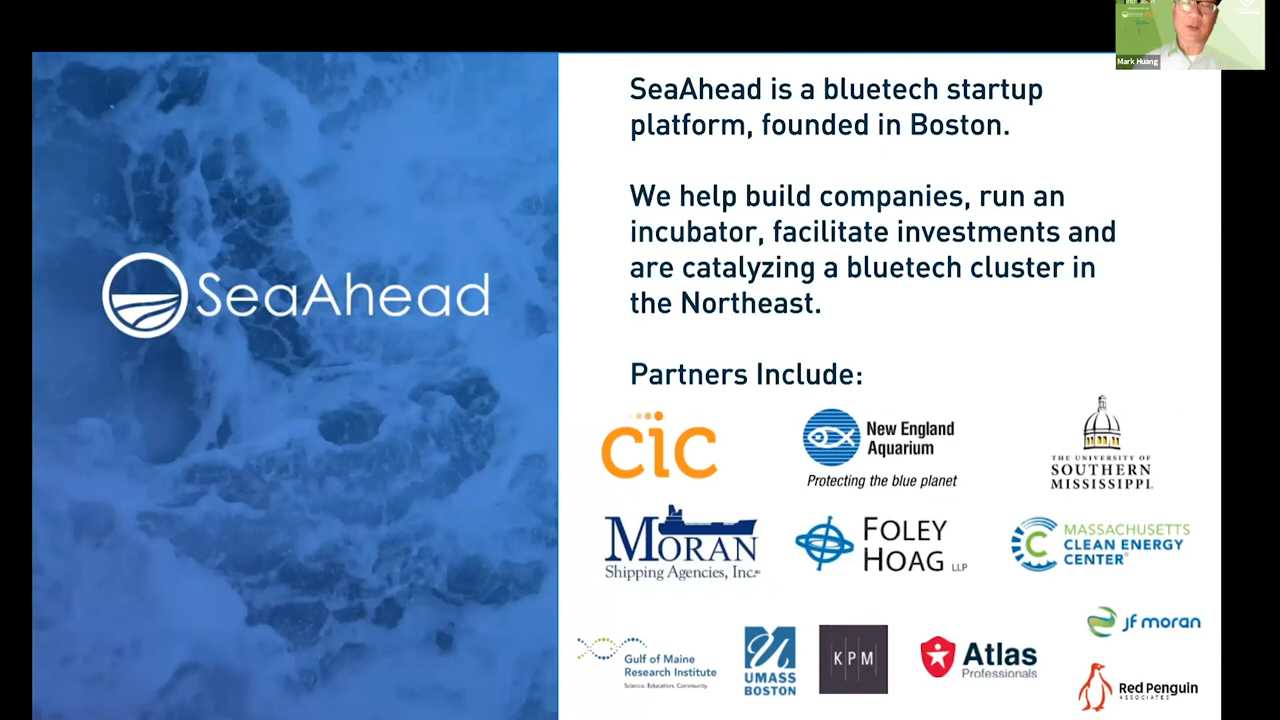 Mark Huang
SeaAhead is a bluetech startup
platform, founded in Boston.
We help build companies, run an
incubator, facilitate investments and
are catalyzing a bluetech cluster in
the Northeast.
SeaAhead
Partners Include:
cic
New England
Aquarium
Protecting the blue planet
THE UNIVERSITY OF
SOUTHERN
MISSISSIPPI
MORAN
Shipping Agencies, Inc.
FOLEY
HOAG LLP
MASSACHUSETTS
CLEAN ENERGY
CENTER
Gulf of Maine
Research Institute
Science. Education. Community.
UMASS
BOSTON
KPM
Atlas
Professionals
jf moran
Red Penguin
ASSOCIATES